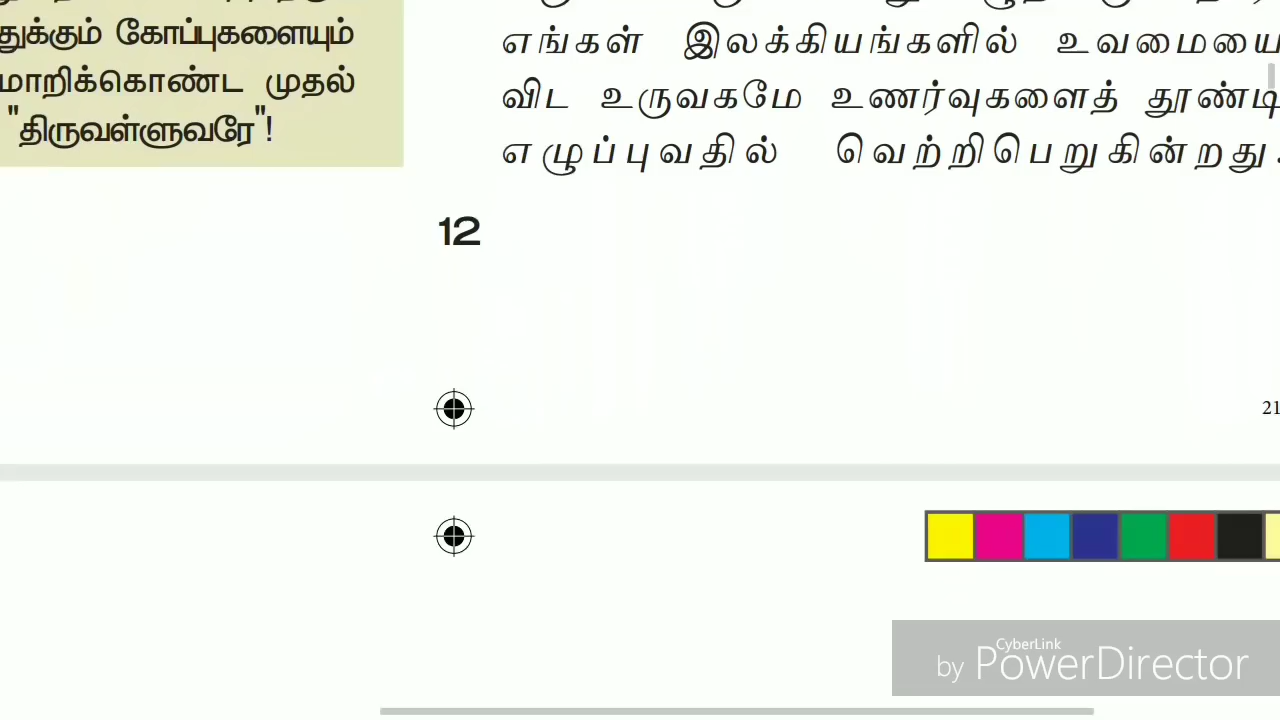 துக்கும் கோப்புகளையும்
மாறிக்கொண்ட முதல்
"திருவள்ளுவரே"!
எங்கள் இலக்கியங்களில் உவமையை
விட உருவகமே உணர்வுகளைத் தூண்டி
எழுப்புவதில் வெற்றிபெறுகின்றது.
12
21
CyberLink
by PowerDirector